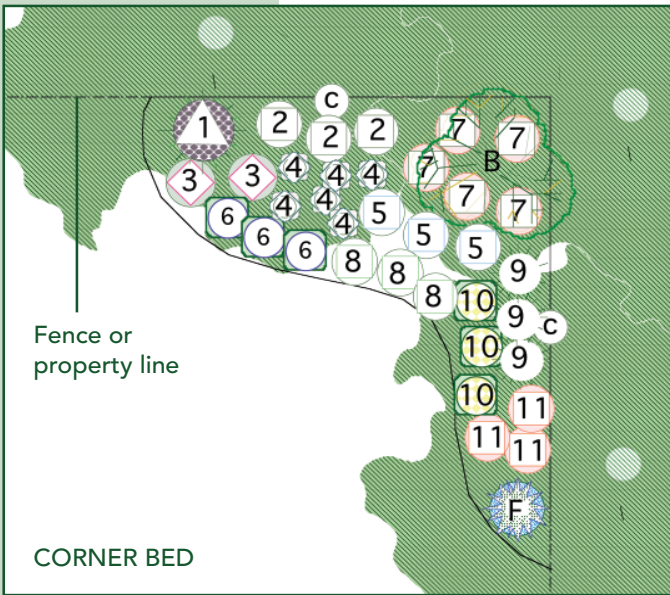 c
1 2 2 2 7 7
B
3 3 4 4 4 7
4 4 7 7
6 4 5
6 5 5
6 8 8 9
8 10 9 c
10 9
10 11
11 11
F
Fence or
property line
CORNER BED